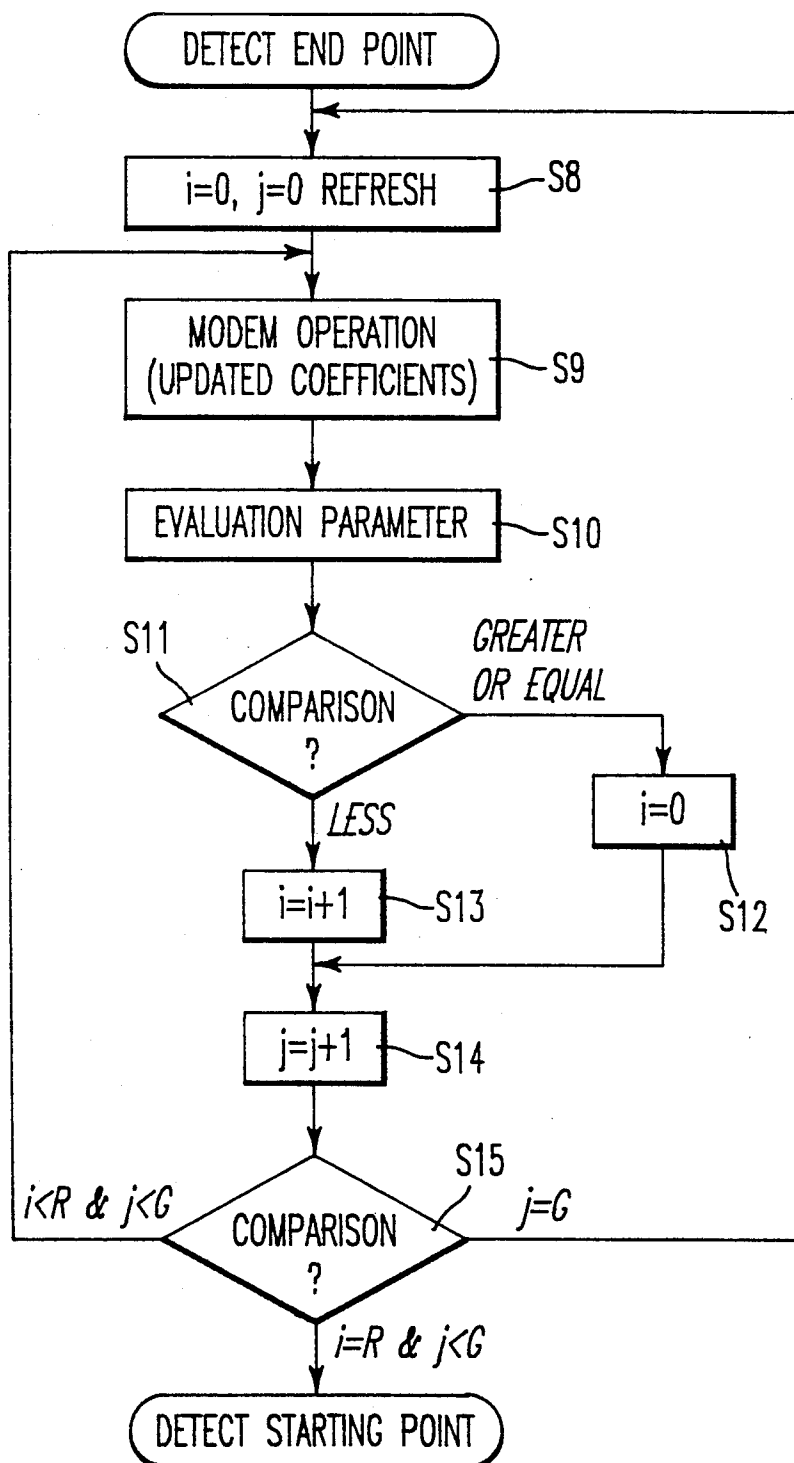 DETECT END POINT
i=0, j=0 REFRESH
S8
MODEM OPERATION
(UPDATED COEFFICIENTS)
S9
EVALUATION PARAMETER
S10
S11
COMPARISON
?
GREATER
OR EQUAL
i=0
S12
LESS
i=i+1
S13
j=j+1
S14
S15
i<R & j<G
COMPARISON
?
j=G
i=R & j<G
DETECT STARTING POINT